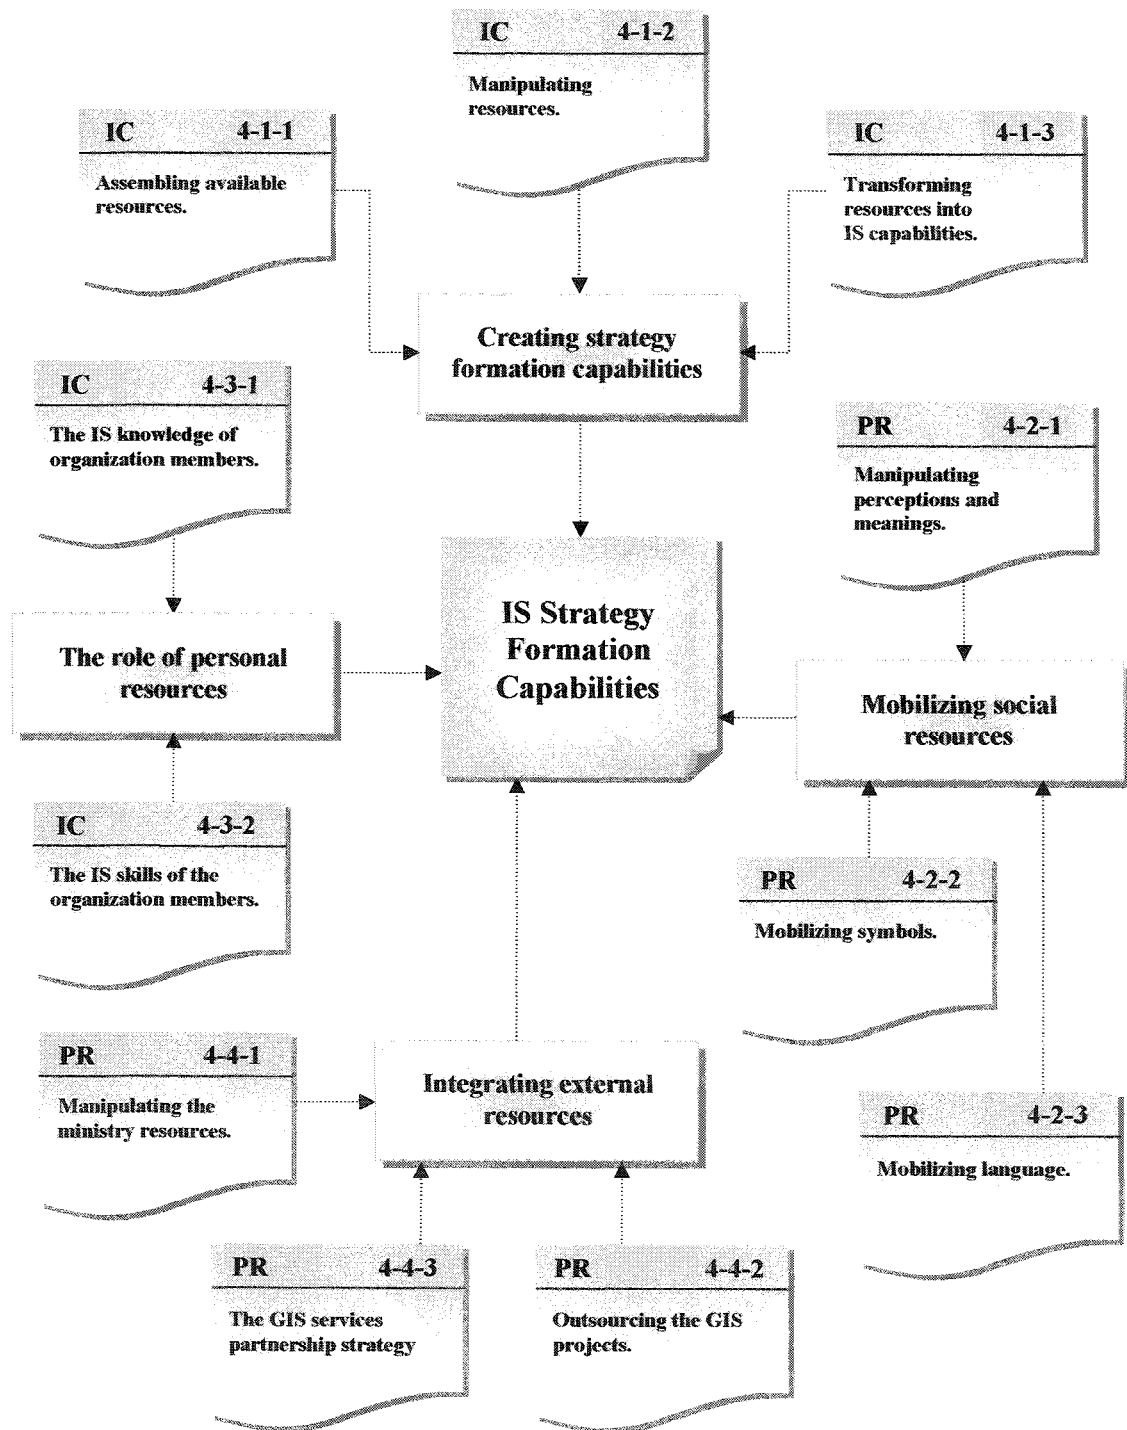 IC 4-1-2
Manipulating
resources.
IC 4-1-1
Assembling available
resources.
IC 4-1-3
Transforming
resources into
IS capabilities.
Creating strategy
formation capabilities
IC 4-3-1
The IS knowledge of
organization members.
PR 4-2-1
Manipulating
perceptions and
meanings.
IS Strategy
Formation
Capabilities
The role of personal
resources
Mobilizing social
resources
IC 4-3-2
The IS skills of the
organization members.
PR 4-2-2
Mobilizing symbols.
PR 4-4-1
Manipulating the
ministry resources.
Integrating external
resources
PR 4-2-3
Mobilizing language.
PR 4-4-3
The GIS services
partnership strategy
PR 4-4-2
Outsourcing the GIS
projects.